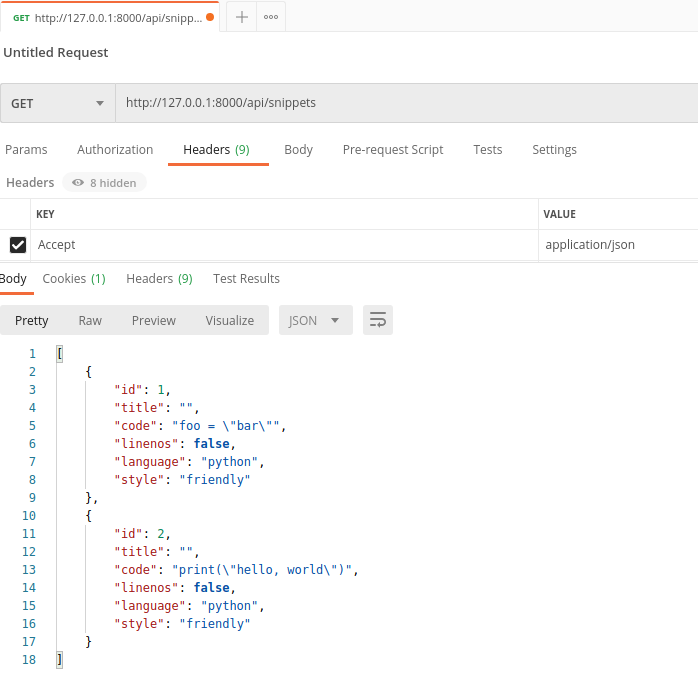 GET http://127.0.0.1:8000/api/snipp...
Untitled Request
GET http://127.0.0.1:8000/api/snippets
Params Authorization Headers (9) Body Pre-request Script Tests Settings
Headers 8 hidden
KEY VALUE
Accept application/json
Body Cookies (1) Headers (9) Test Results
Pretty Raw Preview Visualize JSON
1 [
2 {
3 "id": 1,
4 "title": "",
5 "code": "foo = \"bar\"",
6 "linenos": false,
7 "language": "python",
8 "style": "friendly"
9 },
10 {
11 "id": 2,
12 "title": "",
13 "code": "print(\"hello, world\")",
14 "linenos": false,
15 "language": "python",
16 "style": "friendly"
17 }
18 ]